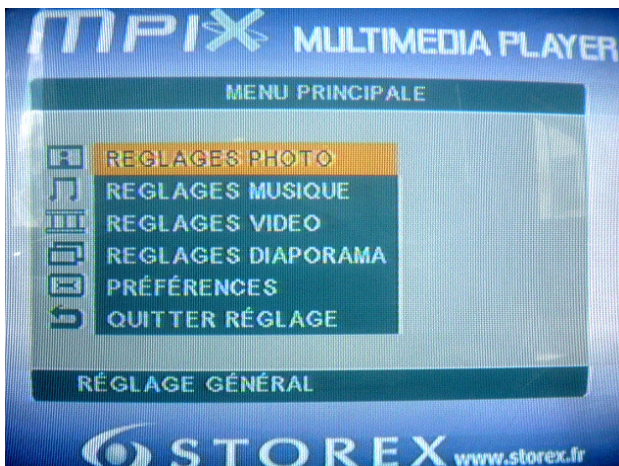 MPIX MULTIMEDIA PLAYER
MENU PRINCIPALE
REGLAGES PHOTO
REGLAGES MUSIQUE
REGLAGES VIDEO
REGLAGES DIAPORAMA
PRÉFÉRENCES
QUITTER RÉGLAGE
RÉGLAGE GÉNÉRAL
STOREX www.storex.fr